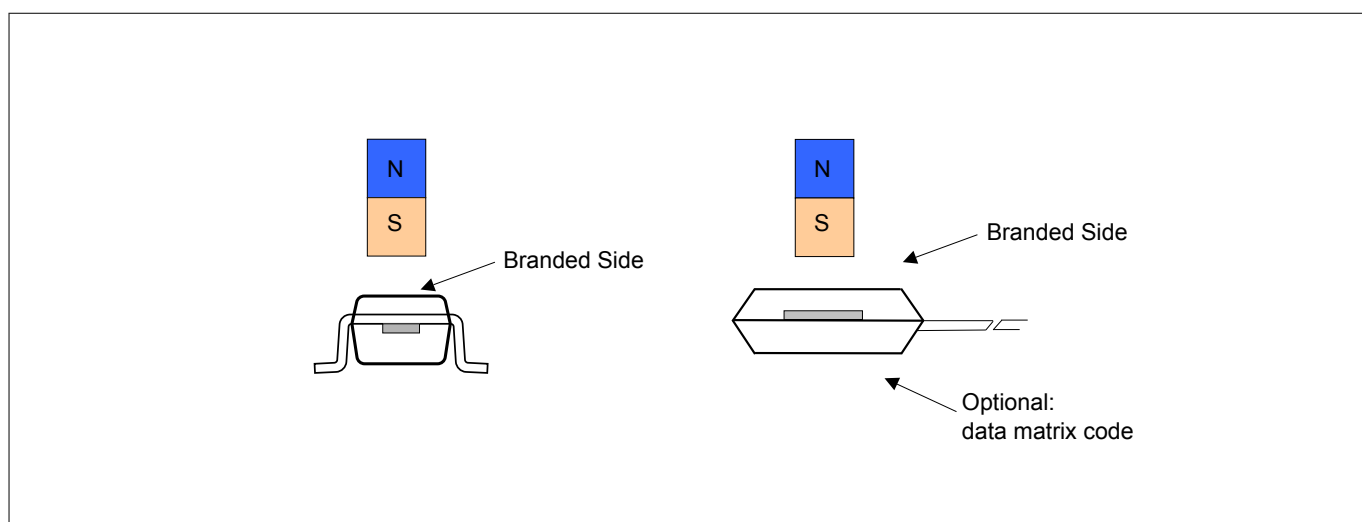 N
S
Branded Side
N
S
Branded Side
Optional:
data matrix code